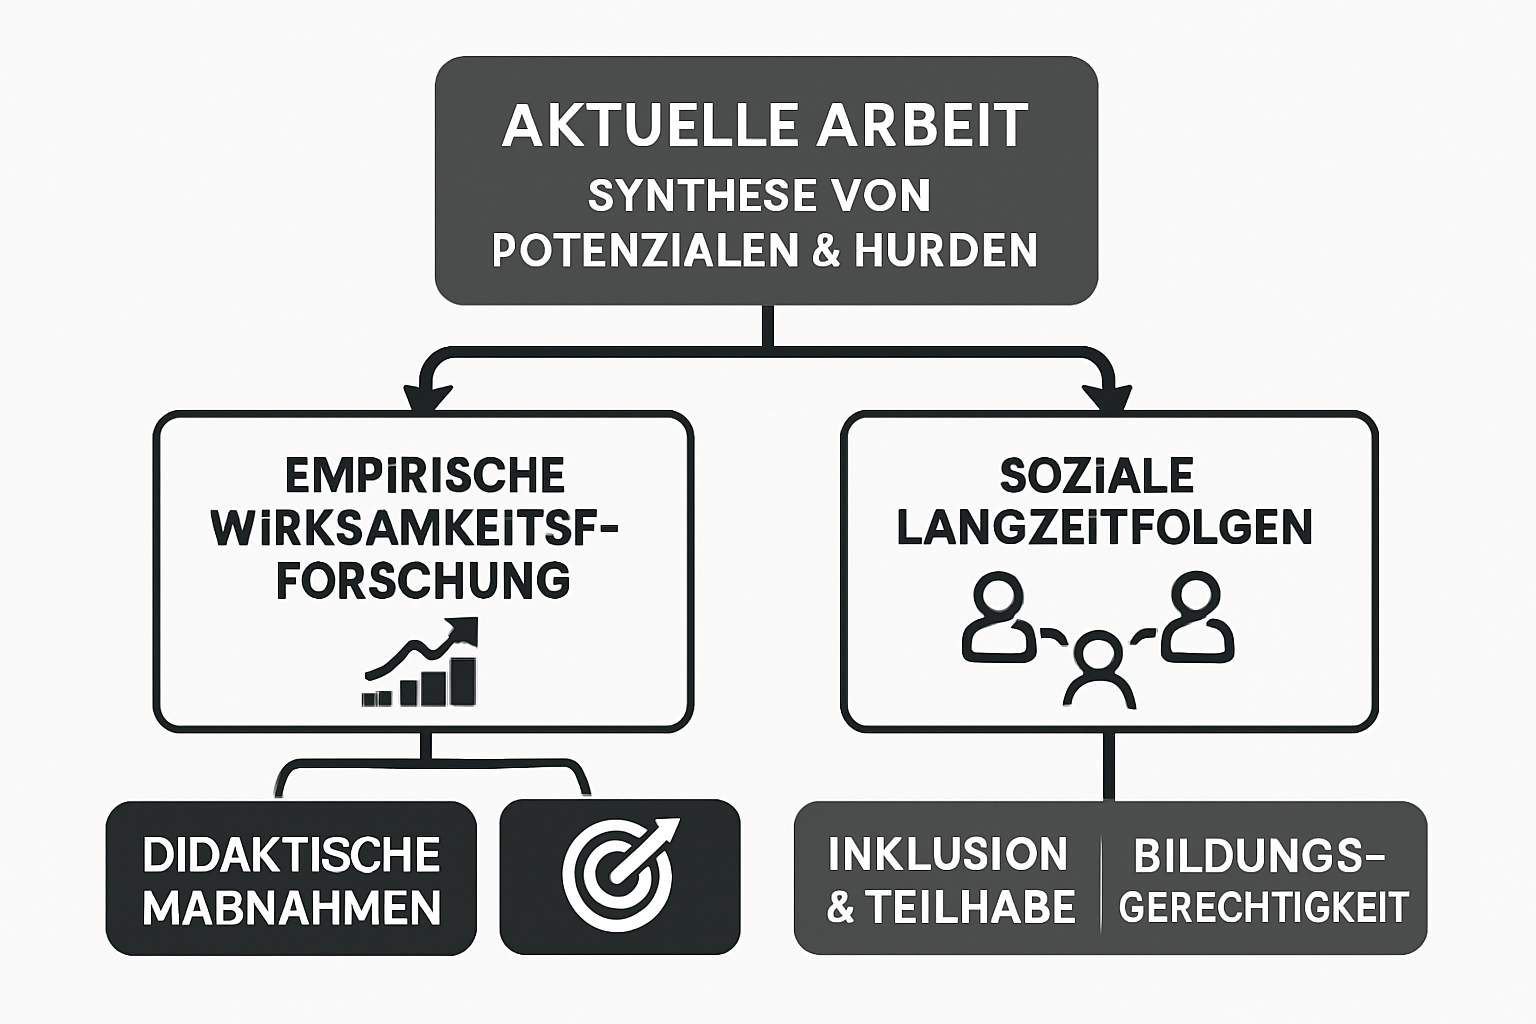 AKTUELLE ARBEIT
SYNTHESE VON
POTENZIALEN & HURDEN
EMPiRISCHE
WiRKSAMKEiTSF-
FORSCHUNG
SOZiALE
LANGZEiTFOLGEN
DIDAKTISCHE
MABNAHMEN
INKLUSION
& TEILHABE
BILDUNGS-
GERECHTIGKEIT